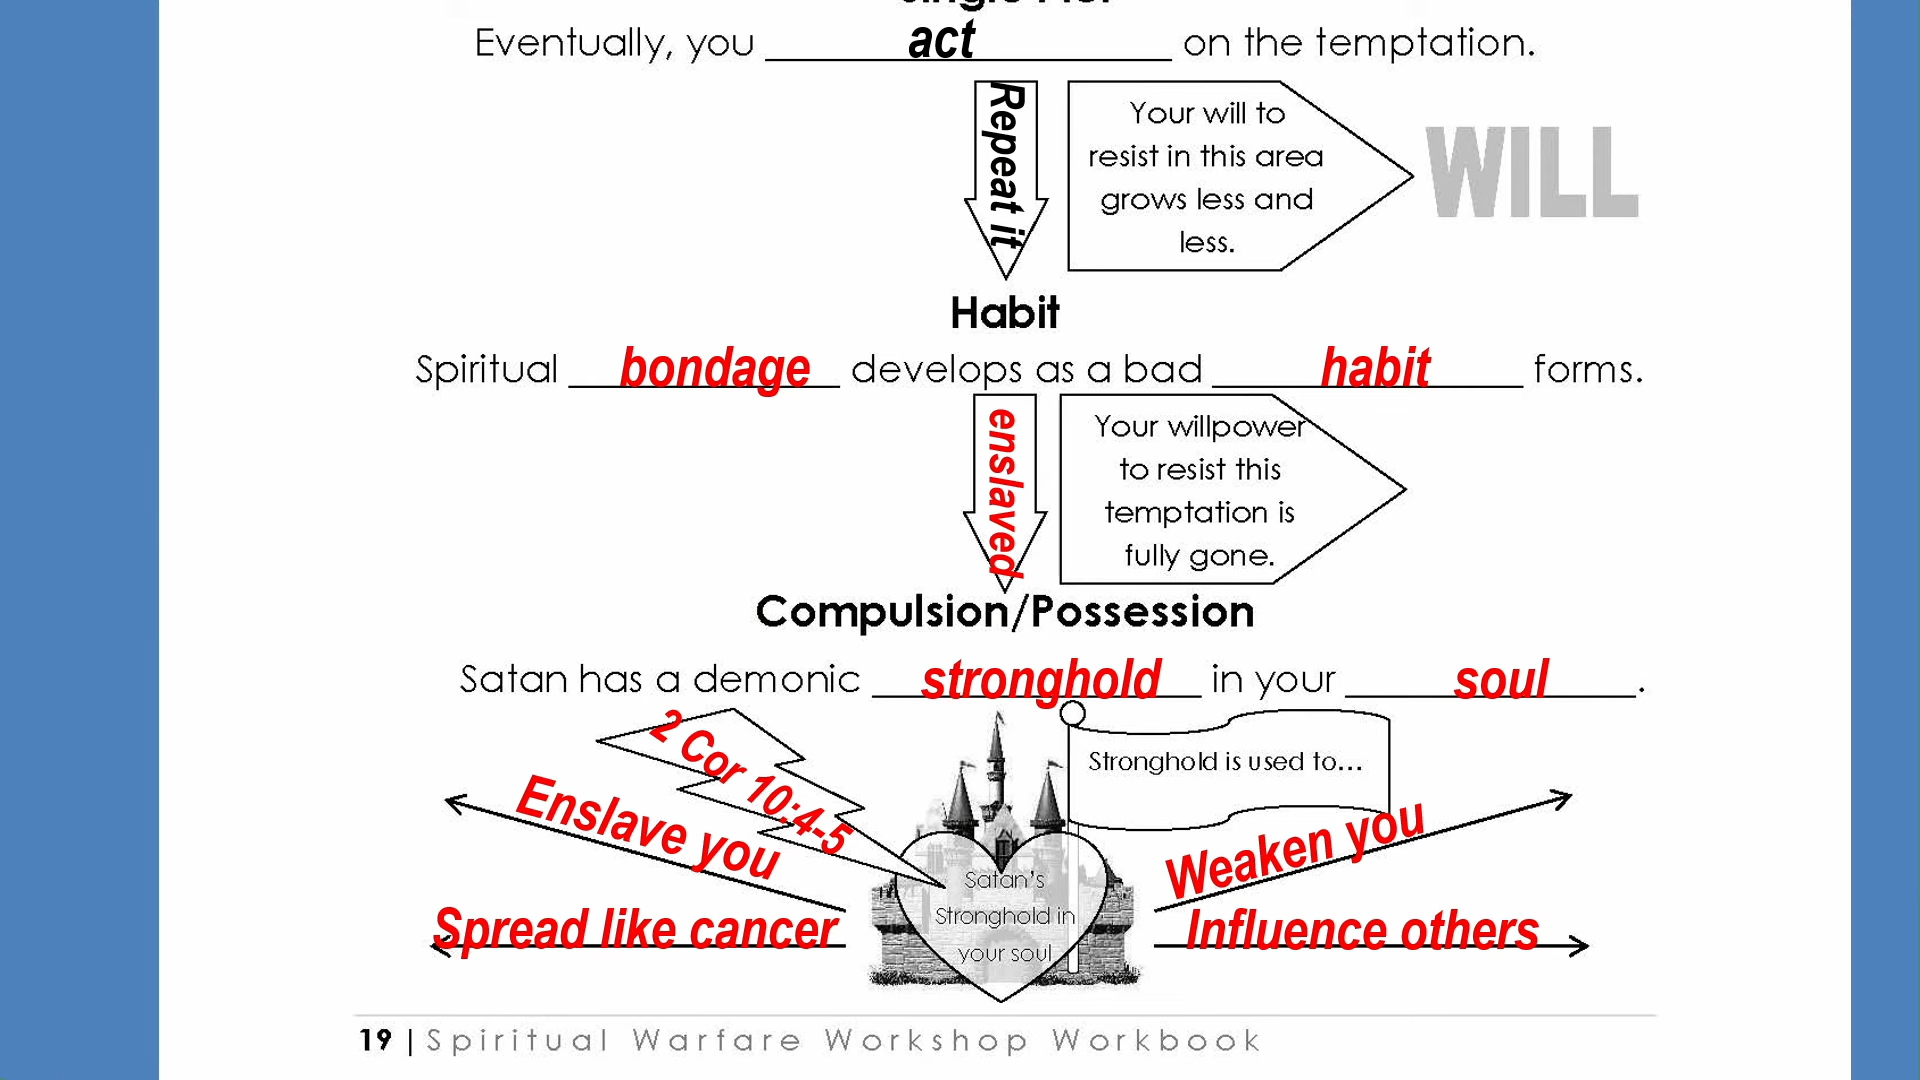 Eventually, you act on the temptation.
Repeat it
Your will to
resist in this area
grows less and
less.
WILL
Habit
Spiritual bondage develops as a bad habit forms.
enslaved
Your willpower
to resist this
temptation is
fully gone.
Compulsion/Possession
Satan has a demonic stronghold in your soul.
2 Cor 10:4-5
Stronghold is used to...
Enslave you
Weaken you
Satan's
Stronghold in
your soul
Spread like cancer
Influence others
19 | Spiritual Warfare Workshop Workbook